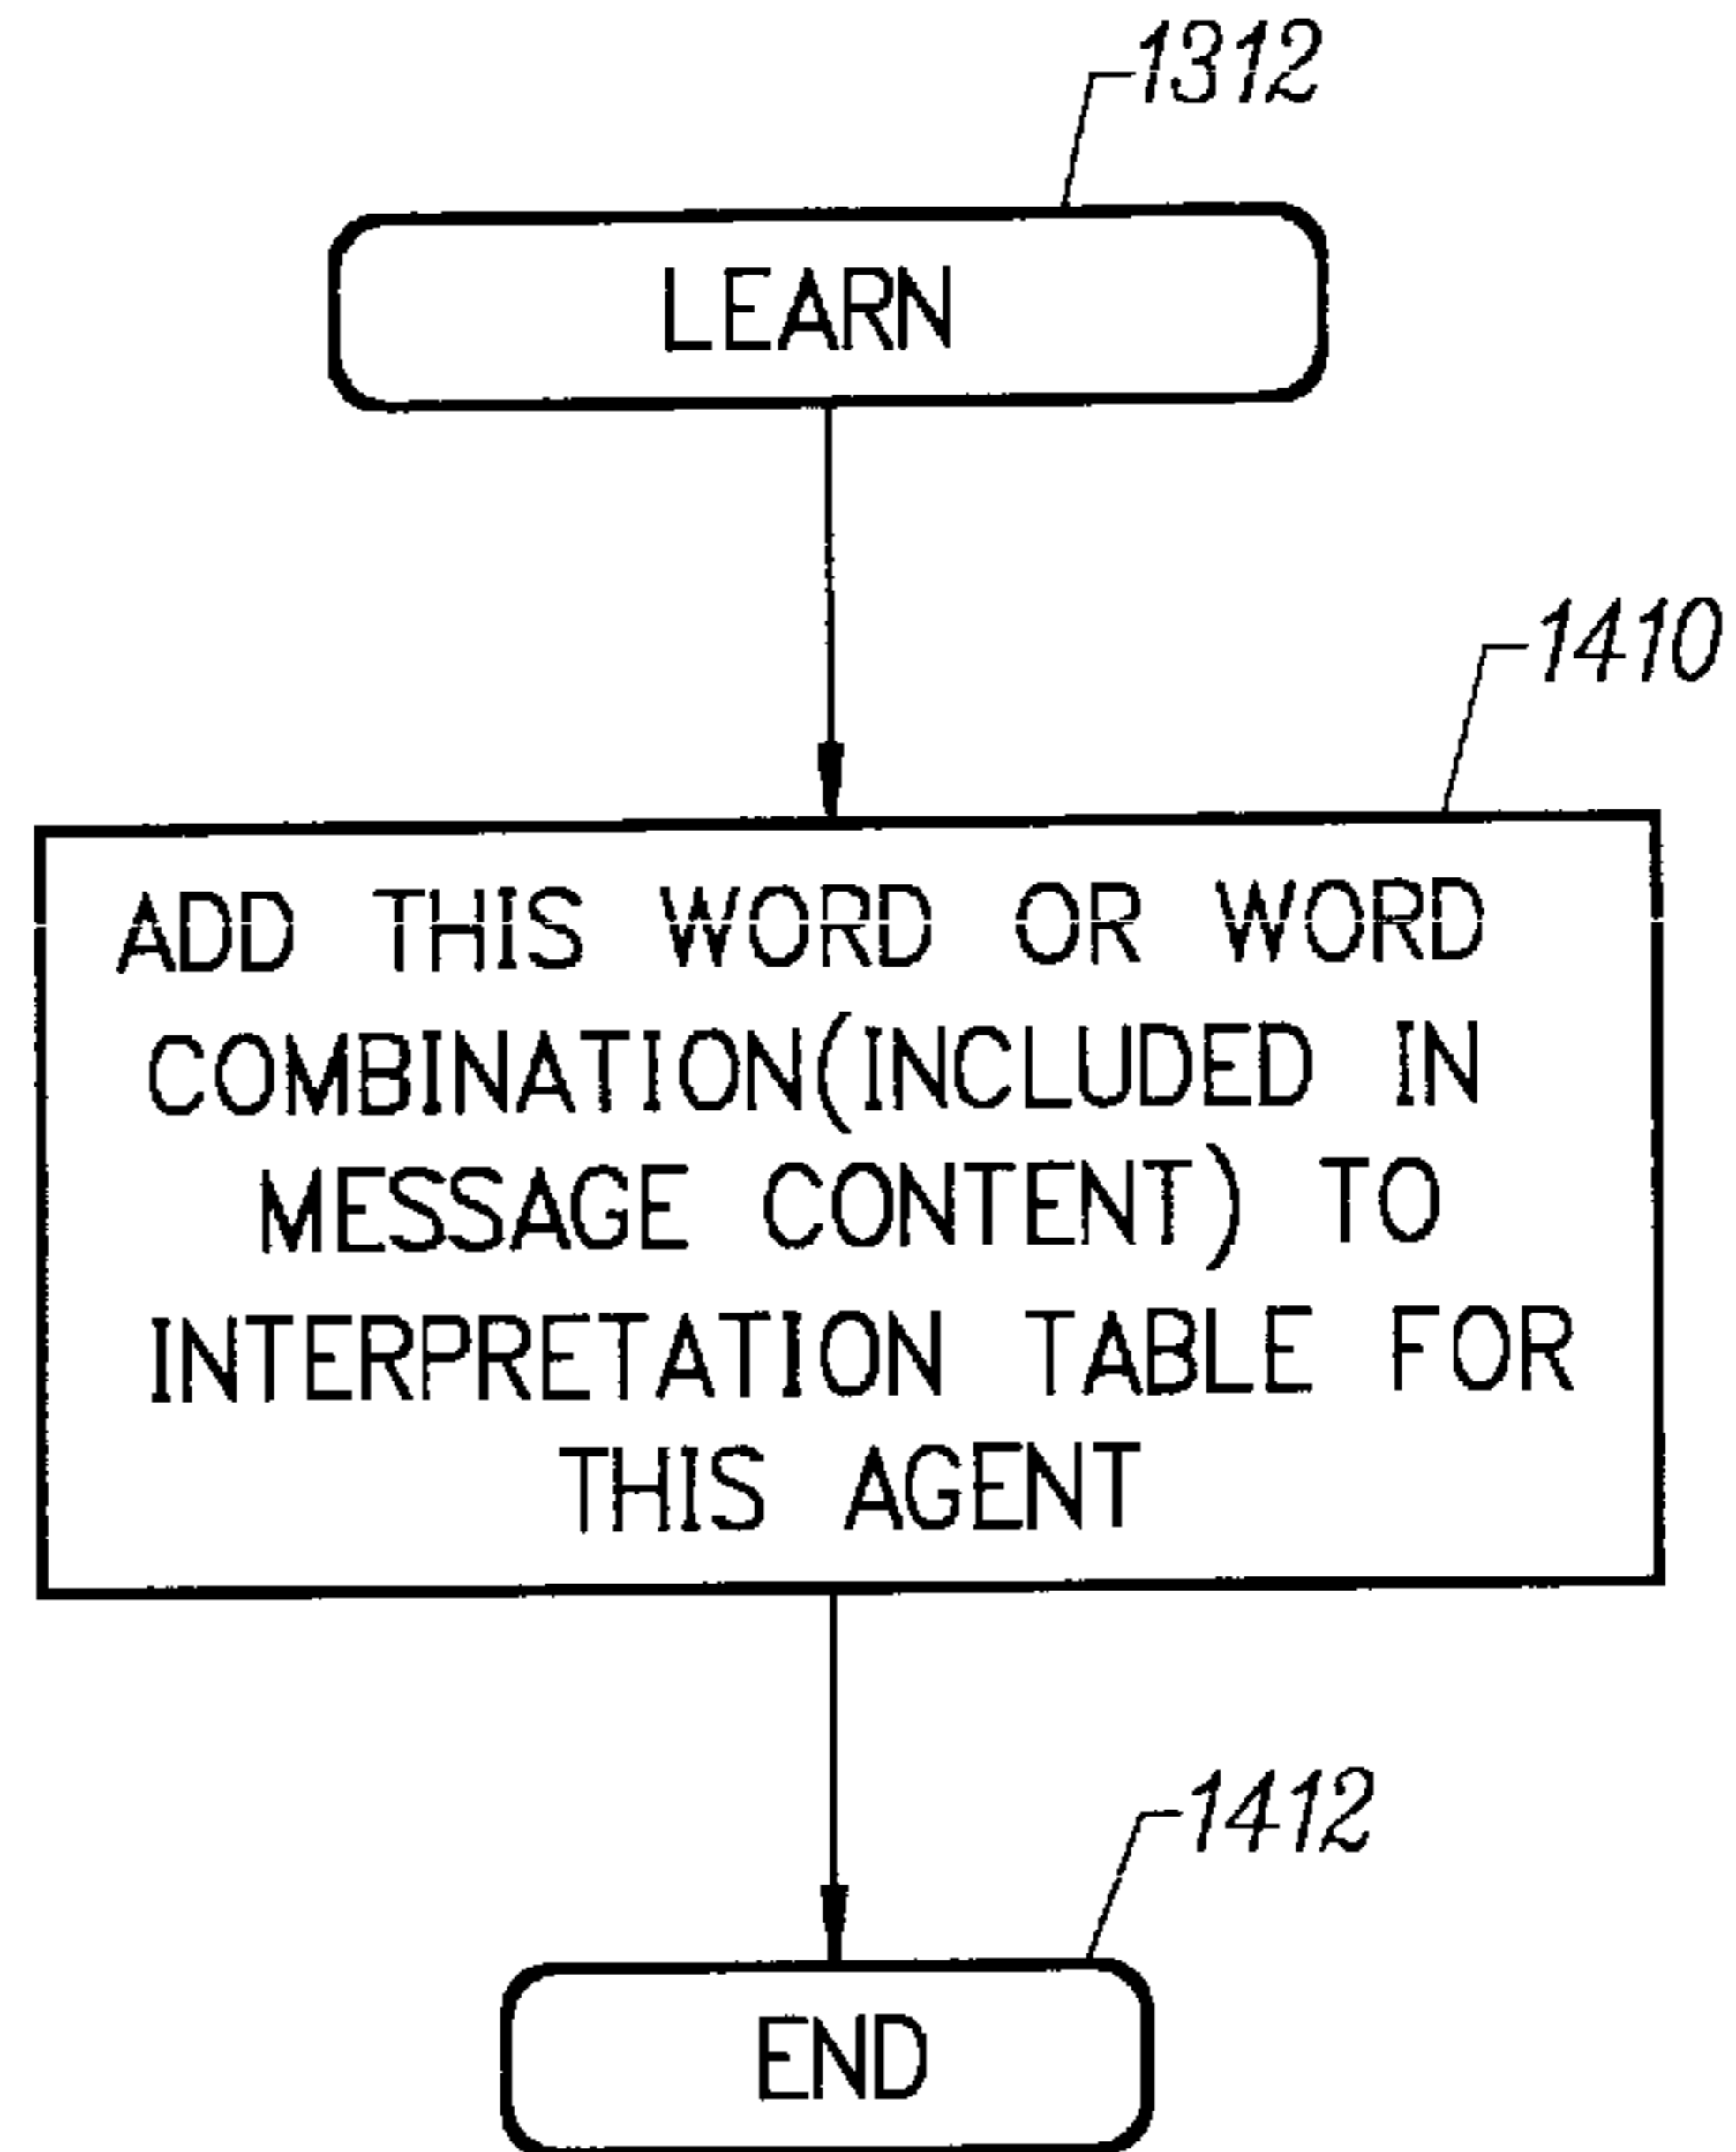 1312
LEARN
1410
ADD THIS WORD OR WORD
COMBINATION(INCLUDED IN
MESSAGE CONTENT) TO
INTERPRETATION TABLE FOR
THIS AGENT
1412
END